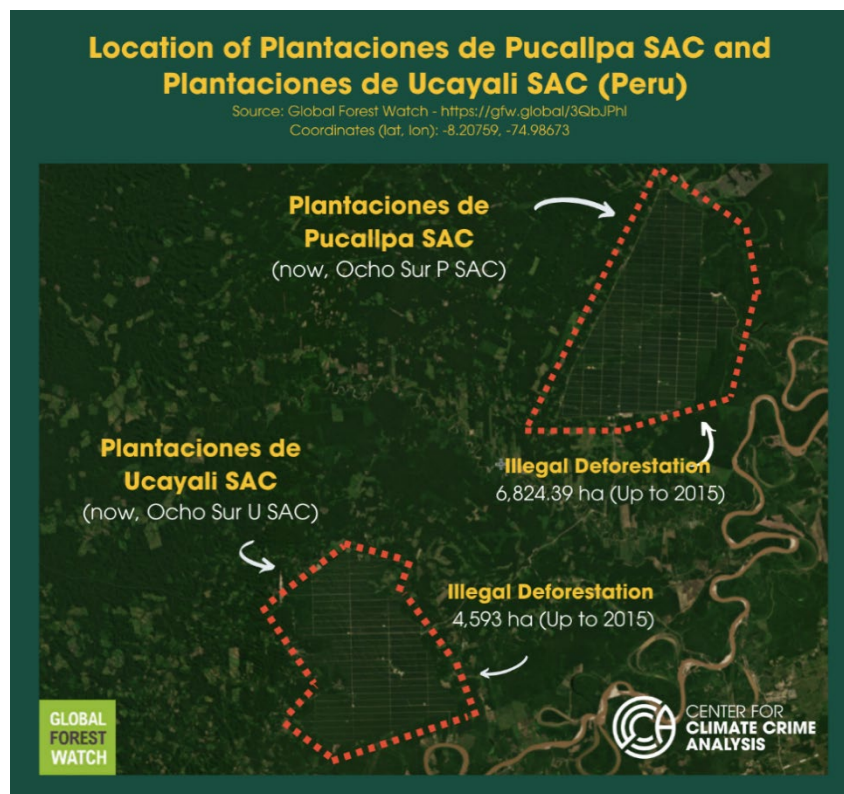 Location of Plantaciones de Pucallpa SAC and
Plantaciones de Ucayali SAC (Peru)
Source: Global Forest Watch - https://gfw.global/3QbJPhl
Coordinates (lat, lon): -8.20759, -74.98673
Plantaciones de
Pucallpa SAC
(now, Ocho Sur P SAC)
Illegal Deforestation
6,824.39 ha (Up to 2015)
Plantaciones de
Ucayali SAC
(now, Ocho Sur U SAC)
Illegal Deforestation
4,593 ha (Up to 2015)
GLOBAL
FOREST
WATCH
CENTER FOR
CLIMATE CRIME
ANALYSIS